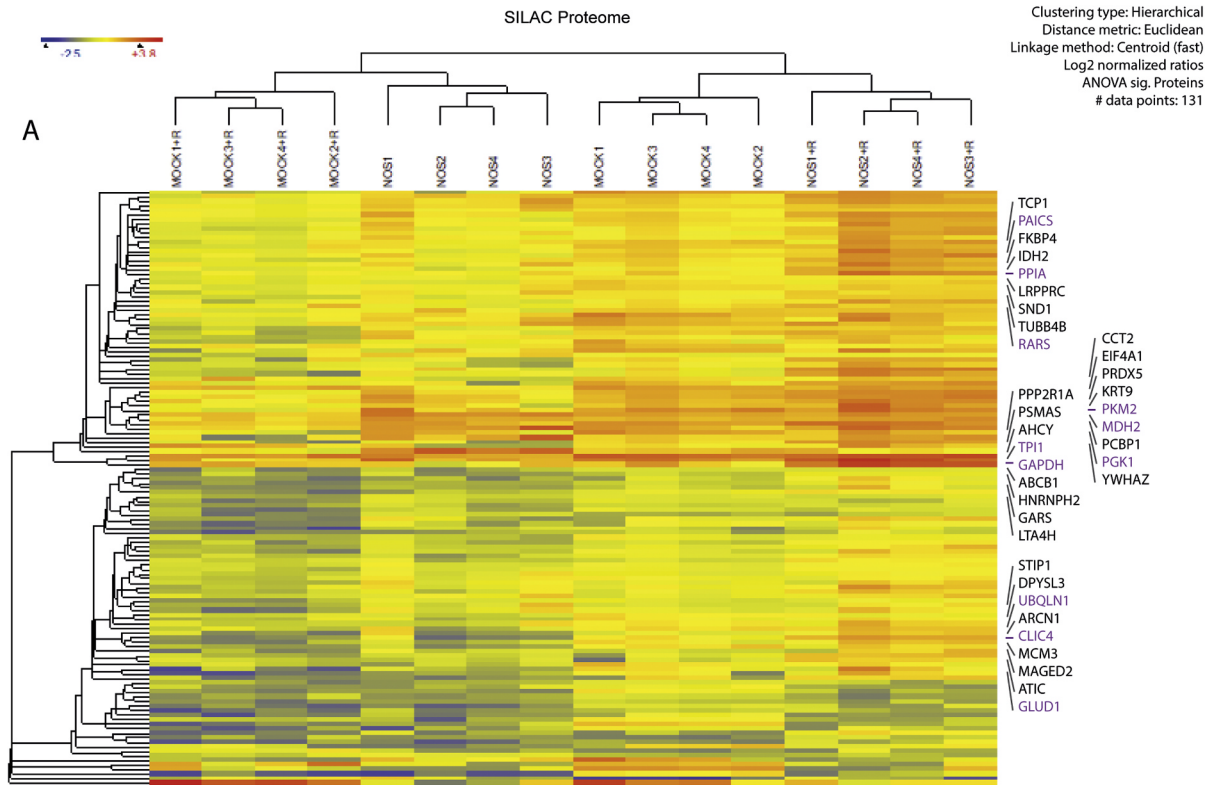 SILAC Proteome
Clustering type: Hierarchical
Distance metric: Euclidean
Linkage method: Centroid (fast)
Log2 normalized ratios
ANOVA sig. Proteins
# data points: 131
-2.5
+3.8
A
MOCK1+R
MOCK3+R
MOCK4+R
MOCK2+R
NOS1
NOS2
NOS4
NOS3
MOCK1
MOCK3
MOCK4
MOCK2
NOS1+R
NOS2+R
NOS4+R
NOS3+R
TCP1
PAICS
FKBP4
IDH2
PPIA
LRPPRC
SND1
TUBB4B
RARS
CCT2
EIF4A1
PRDX5
KRT9
PKM2
MDH2
PCBP1
PGK1
YWHAZ
PPP2R1A
PSMAS
AHCY
TPI1
GAPDH
ABCB1
HNRNPH2
GARS
LTA4H
STIP1
DPYSL3
UBQLN1
ARCN1
CLIC4
MCM3
MAGED2
ATIC
GLUD1